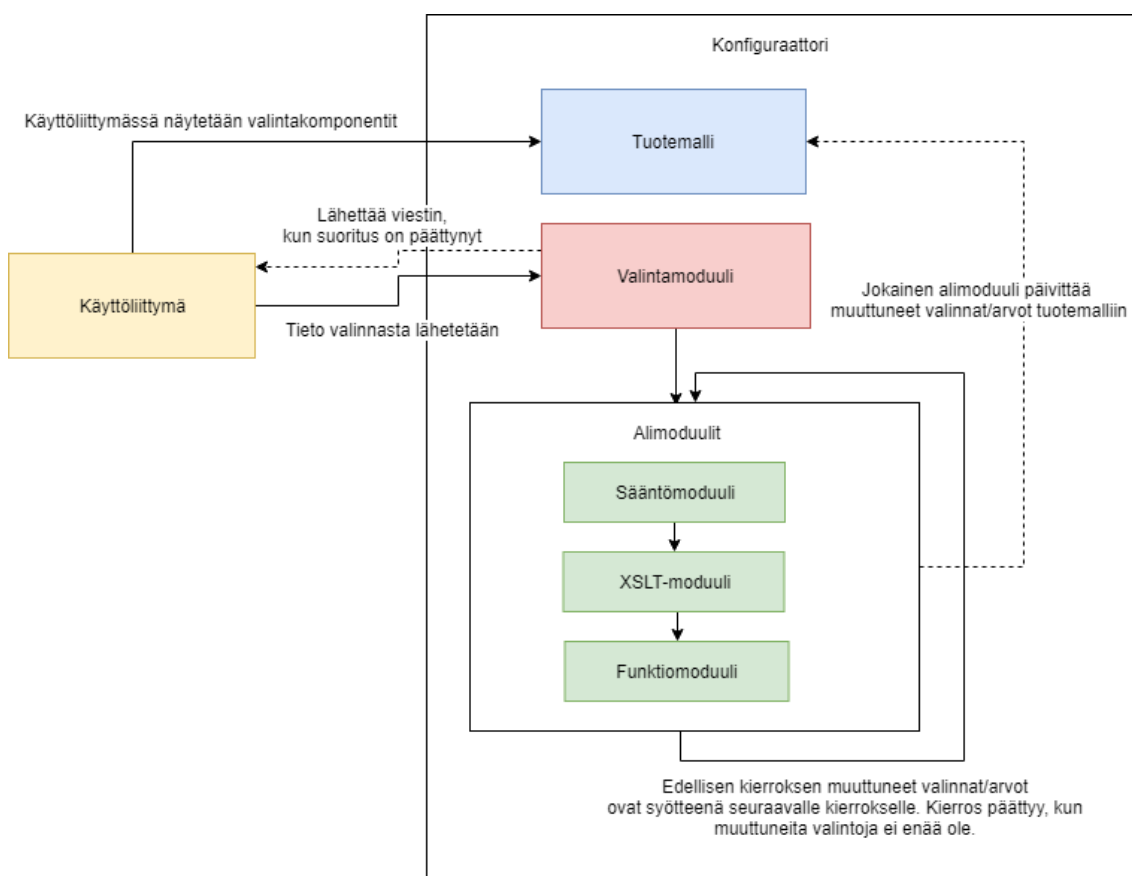 Konfiguraattori
Käyttöliittymässä näytetään valintakomponentit
Tuotemalli
Lähettää viestin,
kun suoritus on päättynyt
Valintamoduuli
Käyttöliittymä
Tieto valinnasta lähetetään
Jokainen alimoduuli päivittää
muuttuneet valinnat/arvot tuotemalliin
Alimoduulit
Sääntömoduuli
XSLT-moduuli
Funktiomoduuli
Edellisen kierroksen muuttuneet valinnat/arvot
ovat syötteenä seuraavalle kierrokselle. Kierros päättyy, kun
muuttuneita valintoja ei enää ole.